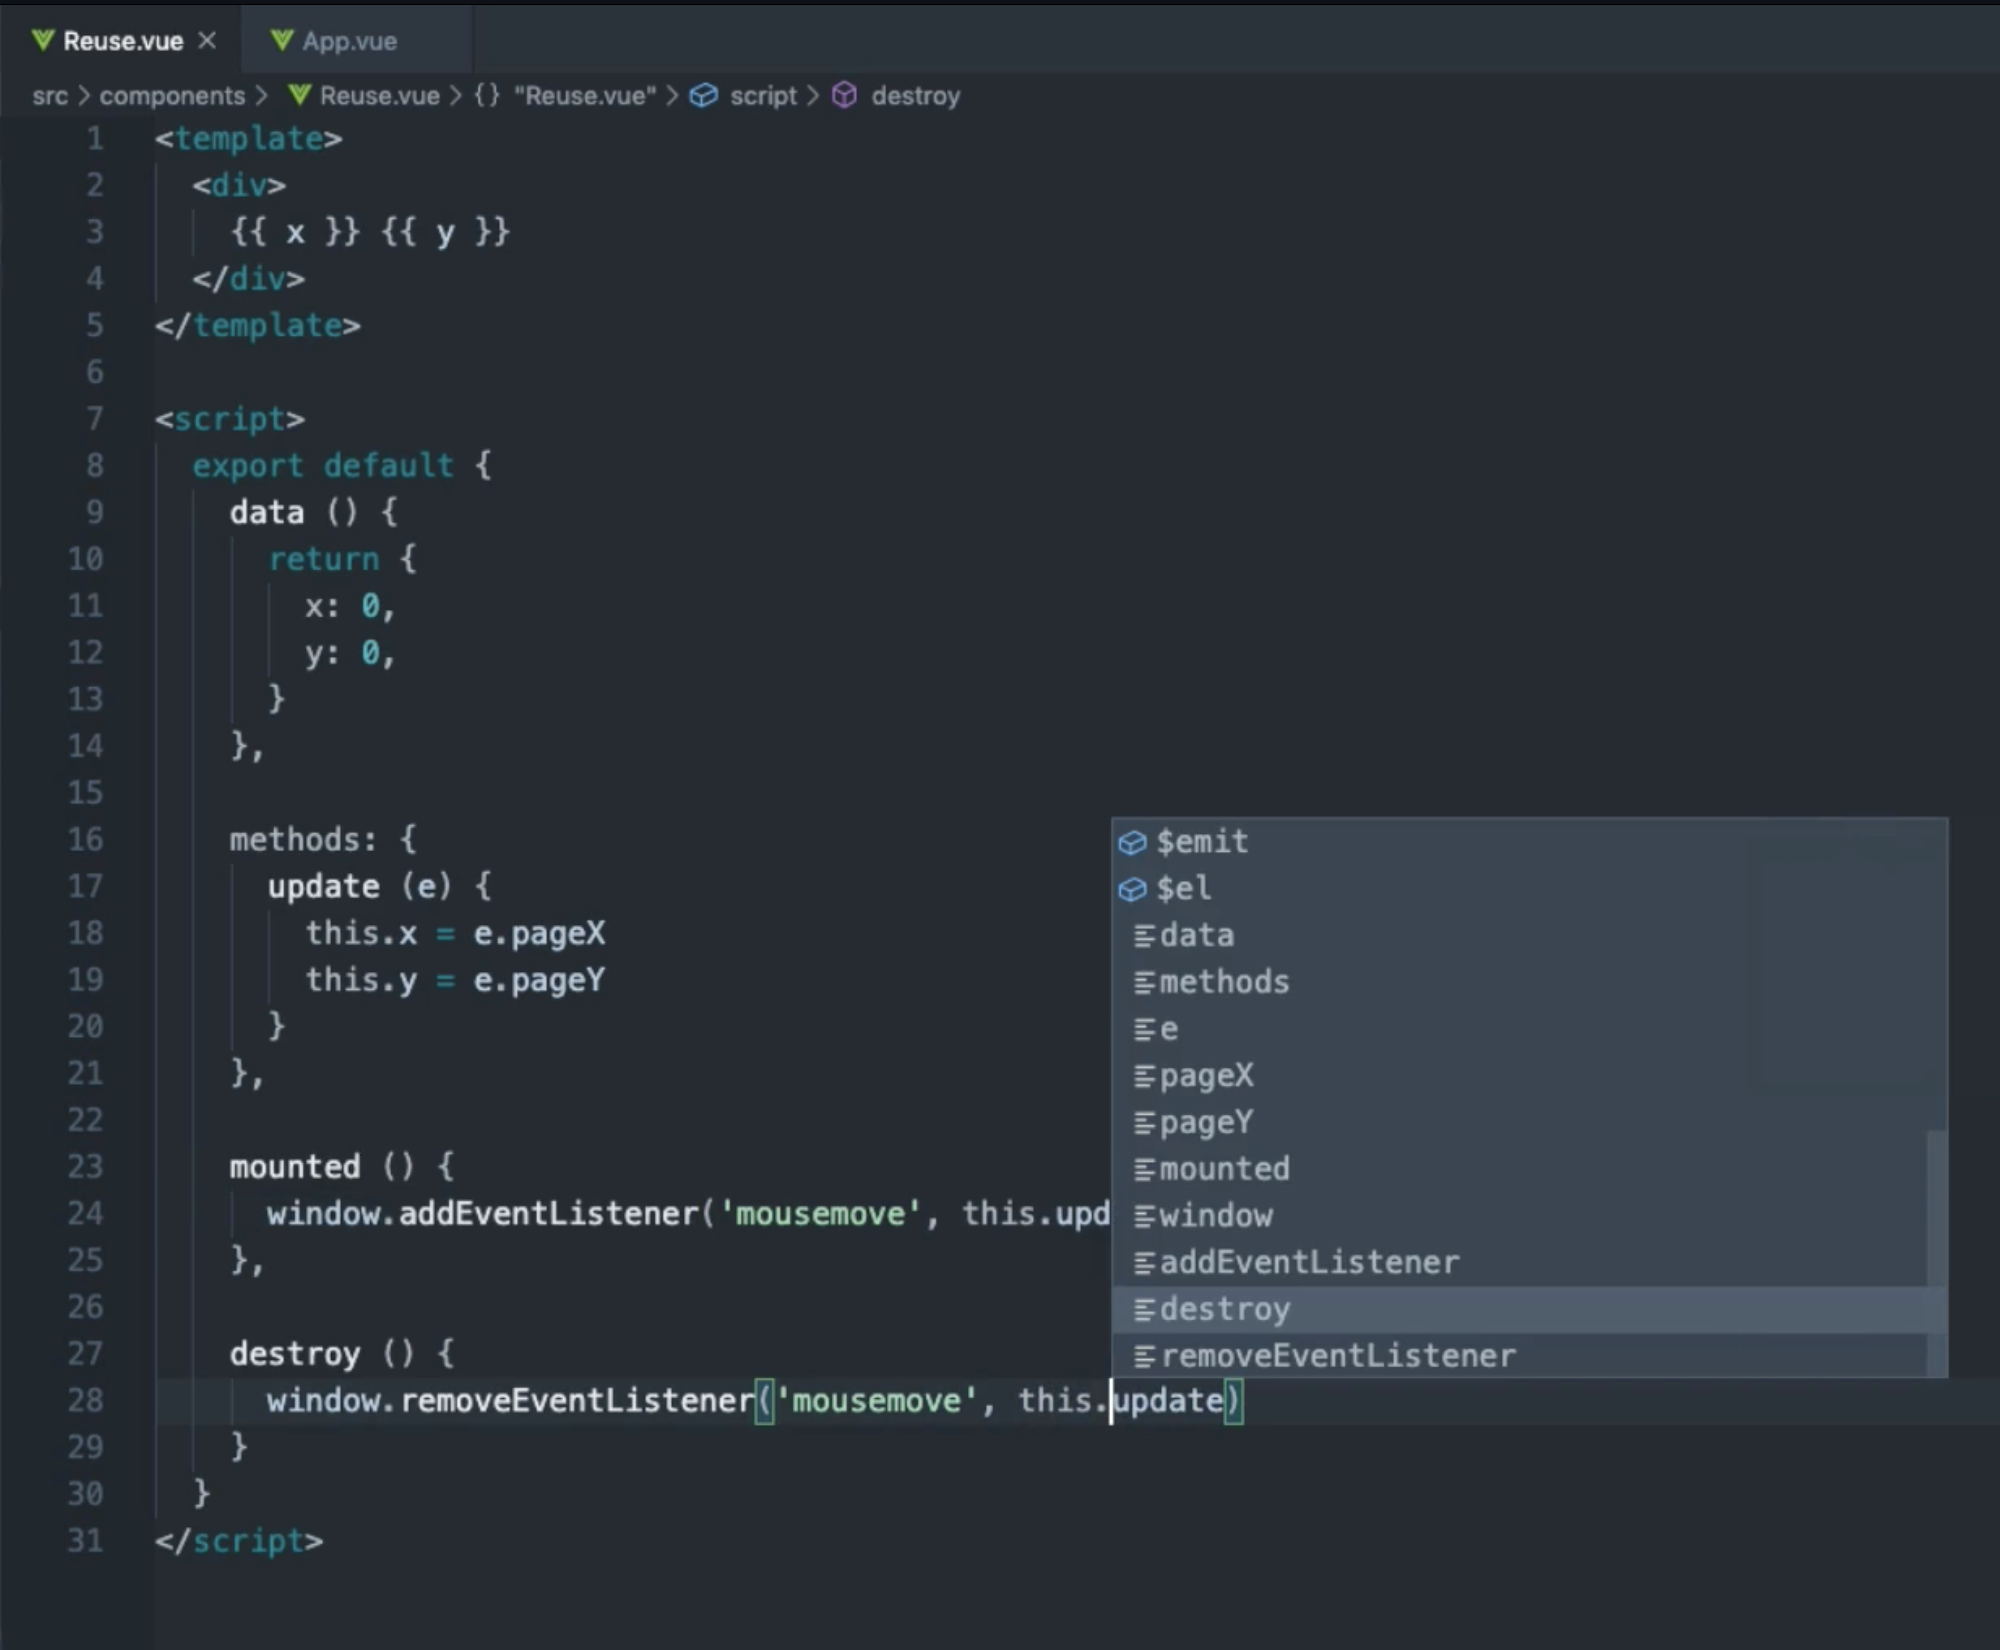 Reuse.vue App.vue
src > components > Reuse.vue > {} "Reuse.vue" > script > destroy
1 <template>
2 <div>
3 {{ x }} {{ y }}
4 </div>
5 </template>
6
7 <script>
8 export default {
9 data () {
10 return {
11 x: 0,
12 y: 0,
13 }
14 },
15
16 methods: {
17 update (e) {
18 this.x = e.pageX
19 this.y = e.pageY
20 }
21 },
22
23 mounted () {
24 window.addEventListener('mousemove', this.upd
25 },
26
27 destroy () {
28 window.removeEventListener('mousemove', this.update)
29 }
30 }
31 </script>
$emit
$el
data
methods
e
pageX
pageY
mounted
window
addEventListener
destroy
removeEventListener